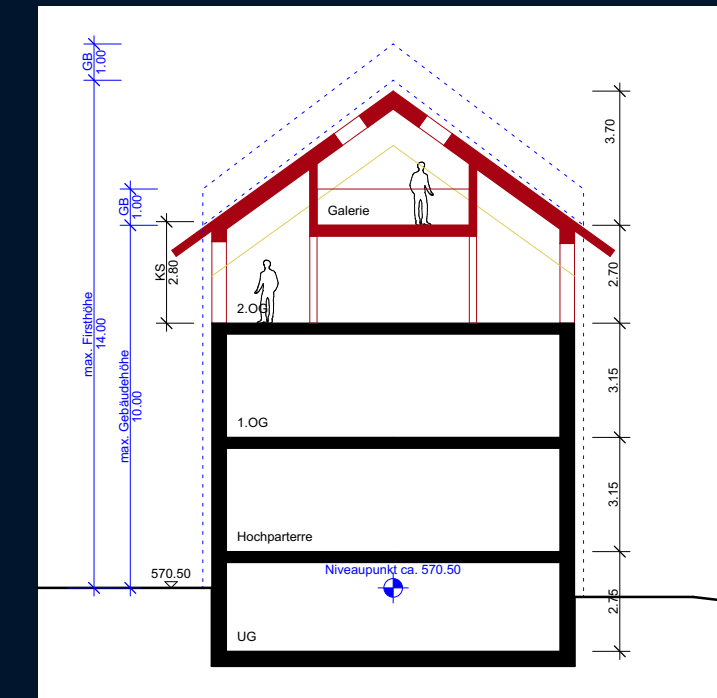 GB
1.00
3.70
GB
1.00
Galerie
KS
2.80
2.70
2.OG
max. Firsthöhe
14.00
max. Gebäudehöhe
10.00
3.15
1.OG
3.15
Hochparterre
570.50
Niveaupunkt ca. 570.50
2.75
UG